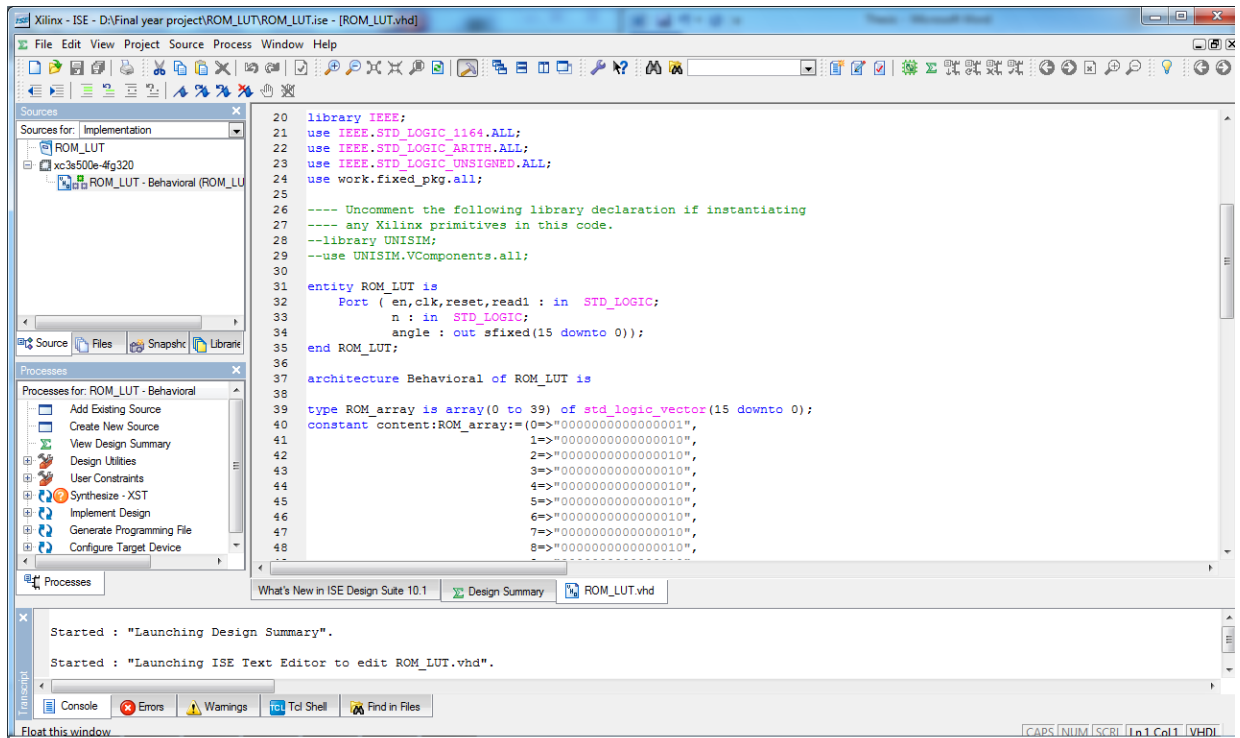 Xilinx - ISE - D:\Final year project\ROM_LUT\ROM_LUT.ise - [ROM_LUT.vhd]
File Edit View Project Source Process Window Help
Sources
Sources for: Implementation
ROM_LUT
xc3s500e-4fg320
ROM_LUT - Behavioral (ROM_LU
Source Files Snapshc Librarie
Processes
Processes for: ROM_LUT - Behavioral
Add Existing Source
Create New Source
View Design Summary
Design Utilities
User Constraints
Synthesize - XST
Implement Design
Generate Programming File
Configure Target Device
Processes
20 library IEEE;
21 use IEEE.STD_LOGIC_1164.ALL;
22 use IEEE.STD_LOGIC_ARITH.ALL;
23 use IEEE.STD_LOGIC_UNSIGNED.ALL;
24 use work.fixed_pkg.all;
25
26 ---- Uncomment the following library declaration if instantiating
27 ---- any Xilinx primitives in this code.
28 --library UNISIM;
29 --use UNISIM.VComponents.all;
30
31 entity ROM_LUT is
32 Port ( en,clk,reset,read1 : in STD_LOGIC;
33 n : in STD_LOGIC;
34 angle : out sfixed(15 downto 0));
35 end ROM_LUT;
36
37 architecture Behavioral of ROM_LUT is
38
39 type ROM_array is array(0 to 39) of std_logic_vector(15 downto 0);
40 constant content:ROM_array:=(0=>"0000000000000001",
41 1=>"0000000000000010",
42 2=>"0000000000000010",
43 3=>"0000000000000010",
44 4=>"0000000000000010",
45 5=>"0000000000000010",
46 6=>"0000000000000010",
47 7=>"0000000000000010",
48 8=>"0000000000000010",
What's New in ISE Design Suite 10.1 Design Summary ROM_LUT.vhd
Started : "Launching Design Summary".
Started : "Launching ISE Text Editor to edit ROM_LUT.vhd".
Transcript
Console Errors Warnings Tcl Shell Find in Files
Float this window
CAPS NUM SCRL Ln 1 Col 1 VHDL